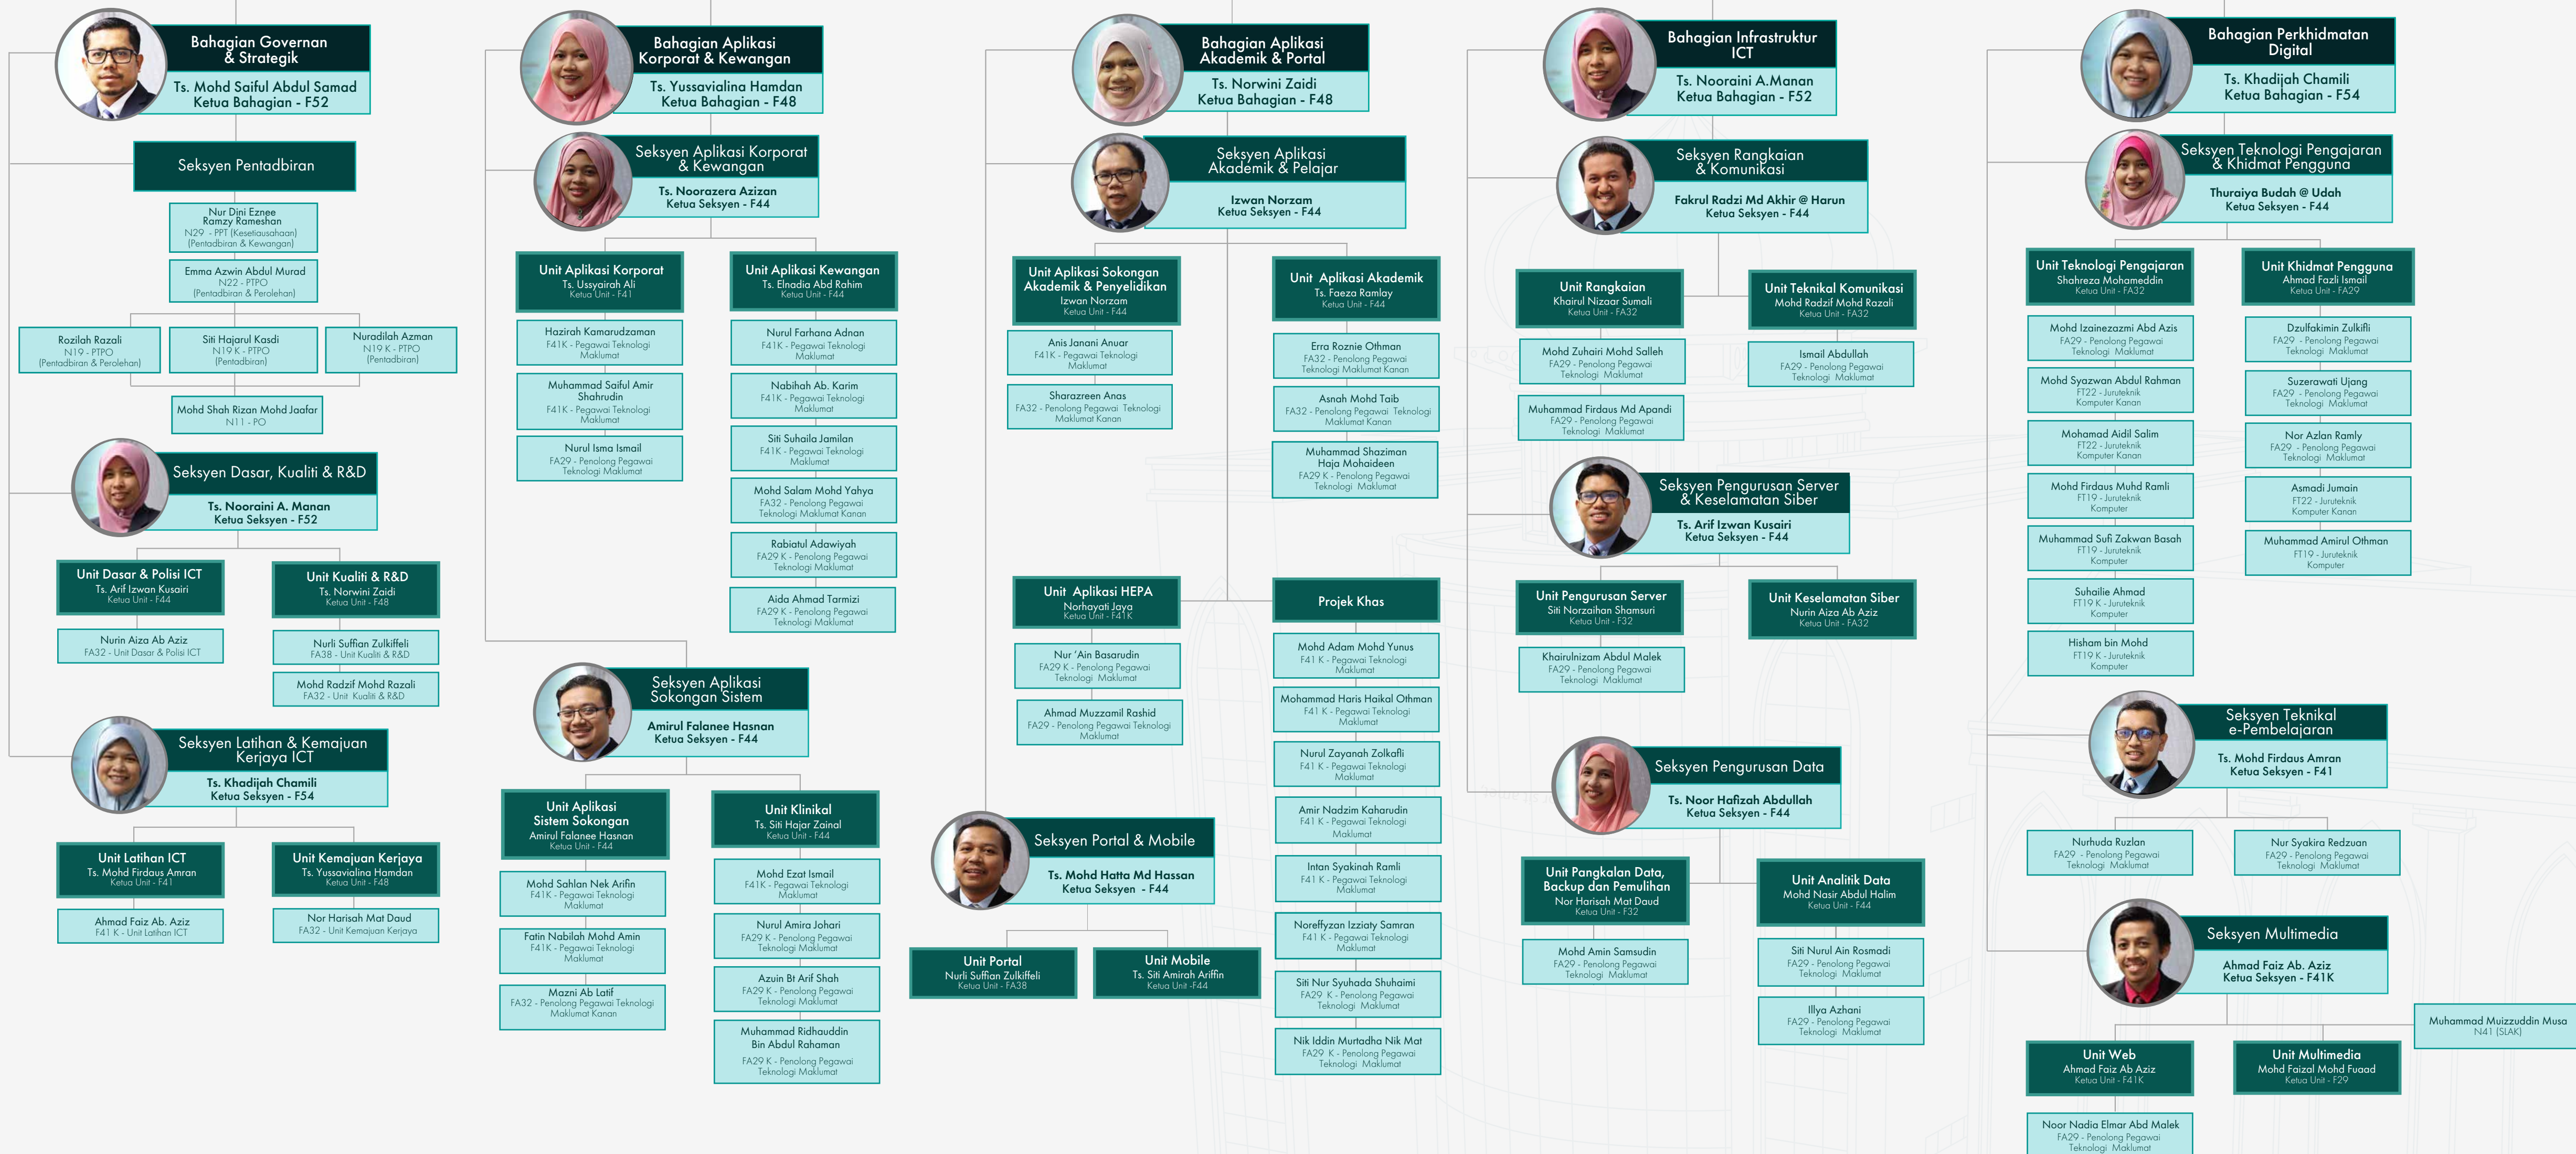 Bahagian Governan
& Strategik
Ts. Mohd Saiful Abdul Samad
Ketua Bahagian - F52
Seksyen Pentadbiran
Nur Dini Eznee
Ramzy Rameshan
N29 - PPT (Kesetiausahaan)
(Pentadbiran & Kewangan)
Emma Azwin Abdul Murad
N22 - PTPO
(Pentadbiran & Perolehan)
Rozilah Razali
N19 - PTPO
(Pentadbiran & Perolehan)
Siti Hajarul Kasdi
N19 K - PTPO
(Pentadbiran)
Nuradilah Azman
N19 K - PTPO
(Pentadbiran)
Mohd Shah Rizan Mohd Jaafar
N11 - PO
Seksyen Dasar, Kualiti & R&D
Ts. Nooraini A. Manan
Ketua Seksyen - F52
Unit Dasar & Polisi ICT
Ts. Arif Izwan Kusairi
Ketua Unit - F44
Nurin Aiza Ab Aziz
FA32 - Unit Dasar & Polisi ICT
Unit Kualiti & R&D
Ts. Norwini Zaidi
Ketua Unit - F48
Nurli Suffian Zulkiffeli
FA38 - Unit Kualiti & R&D
Mohd Radzif Mohd Razali
FA32 - Unit Kualiti & R&D
Seksyen Latihan & Kemajuan
Kerjaya ICT
Ts. Khadijah Chamili
Ketua Seksyen - F54
Unit Latihan ICT
Ts. Mohd Firdaus Amran
Ketua Unit - F41
Ahmad Faiz Ab. Aziz
F41 K - Unit Latihan ICT
Unit Kemajuan Kerjaya
Ts. Yussavialina Hamdan
Ketua Unit - F48
Nor Harisah Mat Daud
FA32 - Unit Kemajuan Kerjaya
Bahagian Aplikasi
Korporat & Kewangan
Ts. Yussavialina Hamdan
Ketua Bahagian - F48
Seksyen Aplikasi Korporat
& Kewangan
Ts. Noorazera Azizan
Ketua Seksyen - F44
Unit Aplikasi Korporat
Ts. Ussyairah Ali
Ketua Unit - F41
Hazirah Kamarudzaman
F41K - Pegawai Teknologi
Maklumat
Muhammad Saiful Amir
Shahrudin
F41K - Pegawai Teknologi
Maklumat
Nurul Isma Ismail
FA29 - Penolong Pegawai
Teknologi Maklumat
Unit Aplikasi Kewangan
Ts. Elnadia Abd Rahim
Ketua Unit - F44
Nurul Farhana Adnan
F41K - Pegawai Teknologi
Maklumat
Nabihah Ab. Karim
F41K - Pegawai Teknologi
Maklumat
Siti Suhaila Jamilan
F41K - Pegawai Teknologi
Maklumat
Mohd Salam Mohd Yahya
FA32 - Penolong Pegawai
Teknologi Maklumat Kanan
Rabiatul Adawiyah
FA29 K - Penolong Pegawai
Teknologi Maklumat
Aida Ahmad Tarmizi
FA29 K - Penolong Pegawai
Teknologi Maklumat
Seksyen Aplikasi
Sokongan Sistem
Amirul Falanee Hasnan
Ketua Seksyen - F44
Unit Aplikasi
Sistem Sokongan
Amirul Falanee Hasnan
Ketua Unit - F44
Mohd Sahlan Nek Arifin
F41K - Pegawai Teknologi
Maklumat
Fatin Nabilah Mohd Amin
F41K - Pegawai Teknologi
Maklumat
Mazni Ab Latif
FA32 - Penolong Pegawai Teknologi
Maklumat Kanan
Unit Klinikal
Ts. Siti Hajar Zainal
Ketua Unit - F44
Mohd Ezat Ismail
F41K - Pegawai Teknologi
Maklumat
Nurul Amira Johari
FA29 K - Penolong Pegawai
Teknologi Maklumat
Azuin Bt Arif Shah
FA29 K - Penolong Pegawai
Teknologi Maklumat
Muhammad Ridhauddin
Bin Abdul Rahaman
FA29 K - Penolong Pegawai
Teknologi Maklumat
Bahagian Aplikasi
Akademik & Portal
Ts. Norwini Zaidi
Ketua Bahagian - F48
Seksyen Aplikasi
Akademik & Pelajar
Izwan Norzam
Ketua Seksyen - F44
Unit Aplikasi Sokongan
Akademik & Penyelidikan
Izwan Norzam
Ketua Unit - F44
Anis Janani Anuar
F41K - Pegawai Teknologi
Maklumat
Sharazreen Anas
FA32 - Penolong Pegawai Teknologi
Maklumat Kanan
Unit Aplikasi Akademik
Ts. Faeza Ramlay
Ketua Unit - F44
Erra Roznie Othman
FA32 - Penolong Pegawai
Teknologi Maklumat Kanan
Asnah Mohd Taib
FA32 - Penolong Pegawai Teknologi
Maklumat Kanan
Muhammad Shaziman
Haja Mohaideen
FA29 K - Penolong Pegawai
Teknologi Maklumat
Unit Aplikasi HEPA
Norhayati Jaya
Ketua Unit - F41K
Nur 'Ain Basarudin
FA29 K - Penolong Pegawai
Teknologi Maklumat
Ahmad Muzzamil Rashid
FA29 - Penolong Pegawai Teknologi
Maklumat
Projek Khas
Mohd Adam Mohd Yunus
F41 K - Pegawai Teknologi
Maklumat
Mohammad Haris Haikal Othman
F41 K - Pegawai Teknologi
Maklumat
Nurul Zayanah Zolkafli
F41 K - Pegawai Teknologi
Maklumat
Amir Nadzim Kaharudin
F41 K - Pegawai Teknologi
Maklumat
Intan Syakinah Ramli
F41 K - Pegawai Teknologi
Maklumat
Noreffyzan Izziaty Samran
F41 K - Pegawai Teknologi
Maklumat
Siti Nur Syuhada Shuhaimi
FA29 K - Penolong Pegawai
Teknologi Maklumat
Nik Iddin Murtadha Nik Mat
FA29 K - Penolong Pegawai
Teknologi Maklumat
Seksyen Portal & Mobile
Ts. Mohd Hatta Md Hassan
Ketua Seksyen - F44
Unit Portal
Nurli Suffian Zulkiffeli
Ketua Unit - FA38
Unit Mobile
Ts. Siti Amirah Ariffin
Ketua Unit -F44
Bahagian Infrastruktur
ICT
Ts. Nooraini A.Manan
Ketua Bahagian - F52
Seksyen Rangkaian
& Komunikasi
Fakrul Radzi Md Akhir @ Harun
Ketua Seksyen - F44
Unit Rangkaian
Khairul Nizaar Sumali
Ketua Unit - FA32
Mohd Zuhairi Mohd Salleh
FA29 - Penolong Pegawai
Teknologi Maklumat
Muhammad Firdaus Md Apandi
FA29 - Penolong Pegawai
Teknologi Maklumat
Unit Teknikal Komunikasi
Mohd Radzif Mohd Razali
Ketua Unit - FA32
Ismail Abdullah
FA29 - Penolong Pegawai
Teknologi Maklumat
Seksyen Pengurusan Server
& Keselamatan Siber
Ts. Arif Izwan Kusairi
Ketua Seksyen - F44
Unit Pengurusan Server
Siti Norzaihan Shamsuri
Ketua Unit - F32
Khairulnizam Abdul Malek
FA29 - Penolong Pegawai
Teknologi Maklumat
Unit Keselamatan Siber
Nurin Aiza Ab Aziz
Ketua Unit - FA32
Seksyen Pengurusan Data
Ts. Noor Hafizah Abdullah
Ketua Seksyen - F44
Unit Pangkalan Data,
Backup dan Pemulihan
Nor Harisah Mat Daud
Ketua Unit - F32
Mohd Amin Samsudin
FA29 - Penolong Pegawai
Teknologi Maklumat
Unit Analitik Data
Mohd Nasir Abdul Halim
Ketua Unit - F44
Siti Nurul Ain Rosmadi
FA29 - Penolong Pegawai
Teknologi Maklumat
Illya Azhani
FA29 - Penolong Pegawai
Teknologi Maklumat
Bahagian Perkhidmatan
Digital
Ts. Khadijah Chamili
Ketua Bahagian - F54
Seksyen Teknologi Pengajaran
& Khidmat Pengguna
Thuraiya Budah @ Udah
Ketua Seksyen - F44
Unit Teknologi Pengajaran
Shahreza Mohameddin
Ketua Unit - FA32
Mohd Izainezazmi Abd Azis
FA29 - Penolong Pegawai
Teknologi Maklumat
Mohd Syazwan Abdul Rahman
FT22 - Juruteknik
Komputer Kanan
Mohamad Aidil Salim
FT22 - Juruteknik
Komputer Kanan
Mohd Firdaus Muhd Ramli
FT19 - Juruteknik
Komputer
Muhammad Sufi Zakwan Basah
FT19 - Juruteknik
Komputer
Suhailie Ahmad
FT19 K - Juruteknik
Komputer
Hisham bin Mohd
FT19 K - Juruteknik
Komputer
Unit Khidmat Pengguna
Ahmad Fazli Ismail
Ketua Unit - FA29
Dzulfakimin Zulkifli
FA29 - Penolong Pegawai
Teknologi Maklumat
Suzerawati Ujang
FA29 - Penolong Pegawai
Teknologi Maklumat
Nor Azlan Ramly
FA29 - Penolong Pegawai
Teknologi Maklumat
Asmadi Jumain
FT22 - Juruteknik
Komputer Kanan
Muhammad Amirul Othman
FT19 - Juruteknik
Komputer
Seksyen Teknikal
e-Pembelajaran
Ts. Mohd Firdaus Amran
Ketua Seksyen - F41
Nurhuda Ruzlan
FA29 - Penolong Pegawai
Teknologi Maklumat
Nur Syakira Redzuan
FA29 - Penolong Pegawai
Teknologi Maklumat
Seksyen Multimedia
Ahmad Faiz Ab. Aziz
Ketua Seksyen - F41K
Muhammad Muizzuddin Musa
N41 (SLAK)
Unit Web
Ahmad Faiz Ab Aziz
Ketua Unit - F41K
Noor Nadia Elmar Abd Malek
FA29 - Penolong Pegawai
Teknologi Maklumat
Unit Multimedia
Mohd Faizal Mohd Fuaad
Ketua Unit - F29